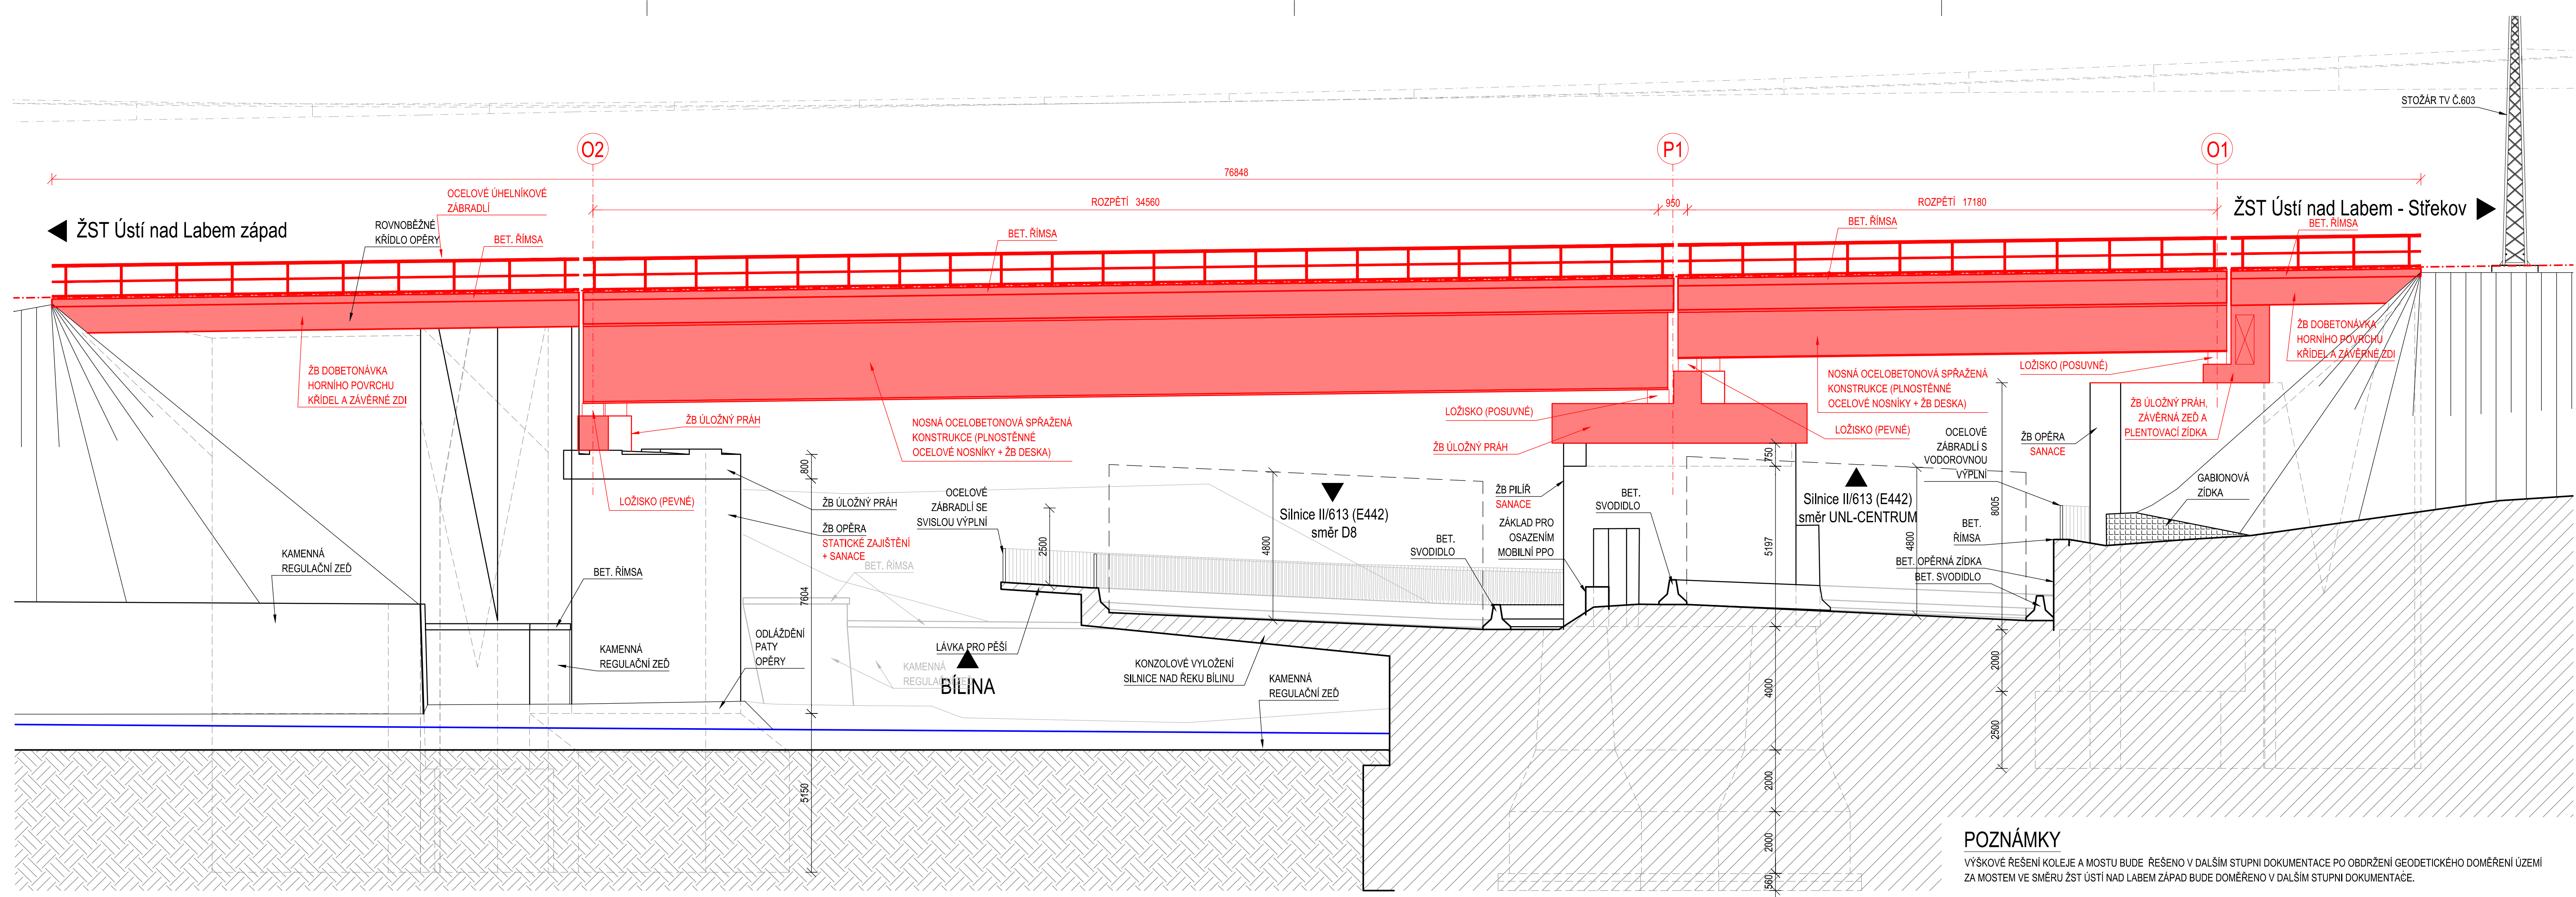 STOŽÁR TV Č.603
O2
P1
O1
76848
ROZPĚTÍ 34560
950
ROZPĚTÍ 17180
ŽST Ústí nad Labem západ
ŽST Ústí nad Labem - Střekov
OCELOVÉ ÚHELNÍKOVÉ
ZÁBRADLÍ
ROVNOBĚŽNÉ
KŘÍDLO OPĚRY
BET. ŘÍMSA
BET. ŘÍMSA
BET. ŘÍMSA
BET. ŘÍMSA
ŽB DOBETONÁVKA
HORNÍHO POVRCHU
KŘÍDEL A ZÁVĚRNÉ ZDI
ŽB ÚLOŽNÝ PRÁH
NOSNÁ OCELOBETONOVÁ SPŘAŽENÁ
KONSTRUKCE (PLNOSTĚNNÉ
OCELOVÉ NOSNÍKY + ŽB DESKA)
LOŽISKO (POSUVNÉ)
ŽB ÚLOŽNÝ PRÁH
LOŽISKO (PEVNÉ)
NOSNÁ OCELOBETONOVÁ SPŘAŽENÁ
KONSTRUKCE (PLNOSTĚNNÉ
OCELOVÉ NOSNÍKY + ŽB DESKA)
LOŽISKO (POSUVNÉ)
ŽB DOBETONÁVKA
HORNÍHO POVRCHU
KŘÍDEL A ZÁVĚRNÉ ZDI
ŽB ÚLOŽNÝ PRÁH,
ZÁVĚRNÁ ZEĎ A
PLENTOVACÍ ZÍDKA
OCELOVÉ
ZÁBRADLÍ S
VODOROVNOU
VÝPLNÍ
ŽB OPĚRA
SANACE
GABIONOVÁ
ZÍDKA
LOŽISKO (PEVNÉ)
800
ŽB ÚLOŽNÝ PRÁH
ŽB OPĚRA
STATICKÉ ZAJIŠTĚNÍ
+ SANACE
BET. ŘÍMSA
OCELOVÉ
ZÁBRADLÍ SE
SVISLOU VÝPLNÍ
2500
4800
Silnice II/613 (E442)
směr D8
BET.
SVODIDLO
ŽB PILÍŘ
SANACE
ZÁKLAD PRO
OSAZENÍM
MOBILNÍ PPO
BET.
SVODIDLO
750
5197
Silnice II/613 (E442)
směr UNL-CENTRUM
4800
8005
BET.
ŘÍMSA
BET. OPĚRNÁ ZÍDKA
BET. SVODIDLO
KAMENNÁ
REGULAČNÍ ZEĎ
BET. ŘÍMSA
KAMENNÁ
REGULAČNÍ ZEĎ
7604
ODLÁŽDĚNÍ
PATY
OPĚRY
LÁVKA PRO PĚŠÍ
KAMENNÁ
REGULAČNÍ ZEĎ
BÍLINA
KONZOLOVÉ VYLOŽENÍ
SILNICE NAD ŘEKU BÍLINU
KAMENNÁ
REGULAČNÍ ZEĎ
5150
4000
2000
2000
560
2000
2500
POZNÁMKY
VÝŠKOVÉ ŘEŠENÍ KOLEJE A MOSTU BUDE ŘEŠENO V DALŠÍM STUPNI DOKUMENTACE PO OBDRŽENÍ GEODETICKÉHO DOMĚŘENÍ ÚZEMÍ
ZA MOSTEM VE SMĚRU ŽST ÚSTÍ NAD LABEM ZÁPAD BUDE DOMĚŘENO V DALŠÍM STUPNI DOKUMENTACE.